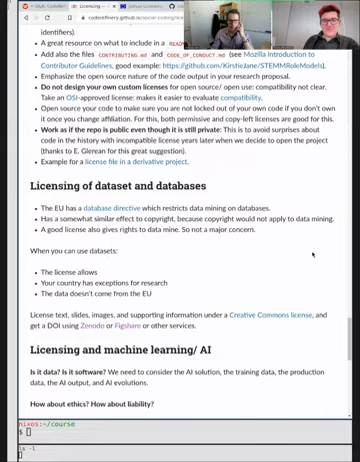 Licensing
coderefinery.github.io/social-coding/lice
identifiers).
• A great resource on what to include in a
• Add also the files CONTRIBUTING.md and CODE_OF_CONDUCT.md (see Mozilla Introduction to
Contributor Guidelines, good example: https://github.com/KirstieJane/STEMMRoleModels).
• Emphasize the open source nature of the code output in your research proposal.
• Do not design your own custom licenses for open source/ open use: compatibility not clear.
Take an OSI-approved license: makes it easier to evaluate compatibility.
• Open source your code to make sure you are not locked out of your own code if you don't own
it once you change affiliation. For this, both permissive and copy-left licenses are good for this.
• Work as if the repo is public even though it is still private: This is to avoid surprises about
code in the history with incompatible license years later when we decide to open the project
(thanks to E. Glerean for this great suggestion).
• Example for a license file in a derivative project.
Licensing of dataset and databases
• The EU has a database directive which restricts data mining on databases.
• Has a somewhat similar effect to copyright, because copyright would not apply to data mining.
• A good license also gives rights to data mine. So not a major concern.
When you can use datasets:
• The license allows
• Your country has exceptions for research
• The data doesn't come from the EU
License text, slides, images, and supporting information under a Creative Commons license, and
get a DOI using Zenodo or Figshare or other services.
Licensing and machine learning/ AI
Is it data? Is it software? We need to consider the AI solution, the training data, the production
data, the AI output, and AI evolutions.
How about ethics? How about liability?
nixos:~/course
$
ls -l